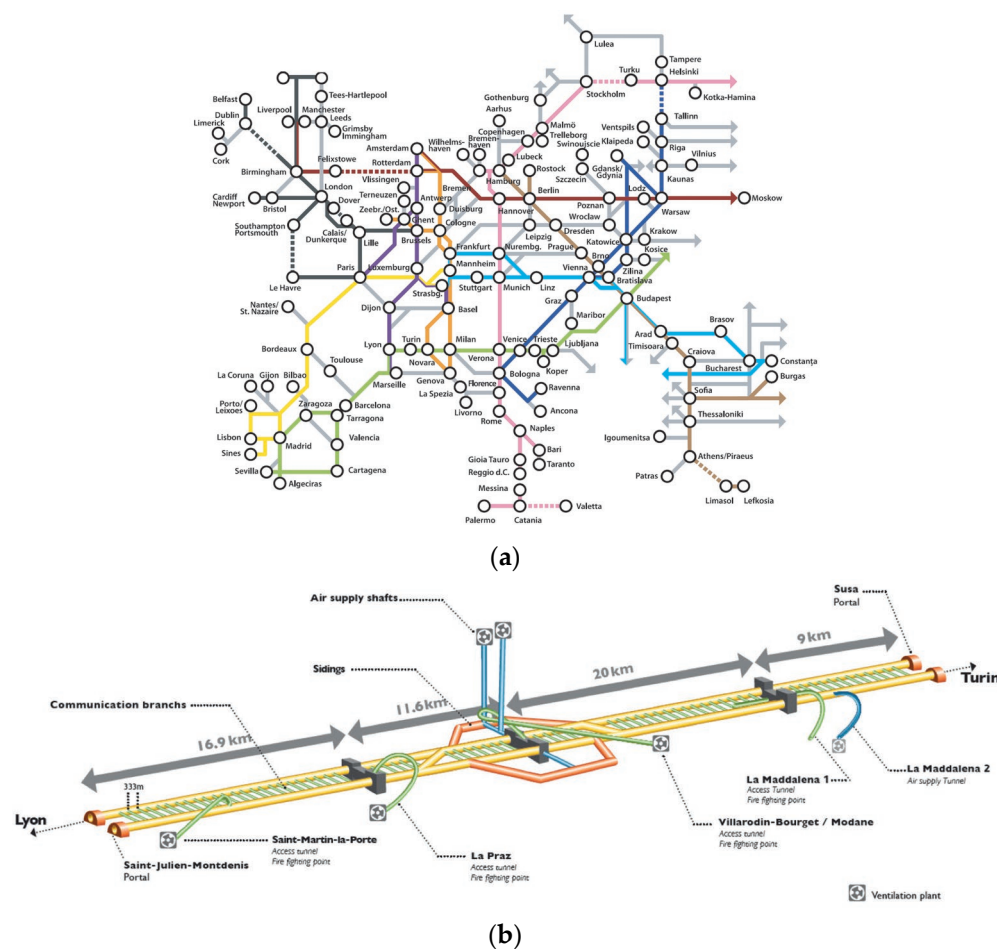 Lulea
Tampere
Turku
Helsinki
Stockholm
Kotka-Hamina
Gothenburg
Aarhus
Tallinn
Belfast
Tees-Hartlepool
Dublin
Liverpool
Manchester
Leeds
Limerick
Grimsby
Immingham
Cork
Felixstowe
Birmingham
Amsterdam
Wilhelms-
haven
Bremen-
haven
Copenhagen
Malmö
Trelleborg
Ventspils
Klaipeda
Riga
Vilnius
Swinoujscie
Lubeck
Rostock
Szczecin
Gdansk/
Gdynia
Kaunas
Rotterdam
Vlissingen
Bremen
Hamburg
Berlin
Poznan
Lodz
Warsaw
Moskow
London
Cardiff
Newport
Bristol
Dover
Terneuzen
Antwerp
Duisburg
Hannover
Zeebr./Ost.
Ghent
Cologne
Wroclaw
Southampton
Portsmouth
Calais/
Dunkerque
Lille
Brussels
Leipzig
Dresden
Katowice
Krakow
Frankfurt
Nuremb.
Prague
Brno
Kosice
Paris
Luxemburg
Mannheim
Vienna
Zilina
Bratislava
Le Havre
Strasbg.
Stuttgart
Munich
Linz
Graz
Budapest
Nantes/
St. Nazaire
Dijon
Basel
Maribor
Brasov
Arad
Timisoara
Bordeaux
Toulouse
Lyon
Turin
Milan
Venice
Trieste
Ljubljana
Craiova
Novara
Verona
Koper
Bucharest
Constanța
La Coruna
Gijon
Bilbao
Marseille
Genova
Bologna
Burgas
La Spezia
Florence
Ravenna
Sofia
Zaragoza
Barcelona
Livorno
Ancona
Porto/
Leixoes
Tarragona
Rome
Thessaloniki
Lisbon
Madrid
Valencia
Naples
Igoumenitsa
Sines
Bari
Gioia Tauro
Taranto
Athens/Piraeus
Sevilla
Cartagena
Reggio d.C.
Patras
Algeciras
Messina
Limasol
Lefkosia
Palermo
Catania
Valetta
(a)
Air supply shafts
Susa
Portal
9 km
Sidings
20 km
Turin
Communication branchs
11.6 km
16.9 km
333m
Lyon
La Maddalena 1
Access Tunnel
Fire fighting point
La Maddalena 2
Air supply Tunnel
Saint-Martin-la-Porte
Access tunnel
Fire fighting point
Villarodin-Bourget / Modane
Access tunnel
Fire fighting point
Saint-Julien-Montdenis
Portal
La Praz
Access tunnel
Fire fighting point
Ventilation plant
(b)